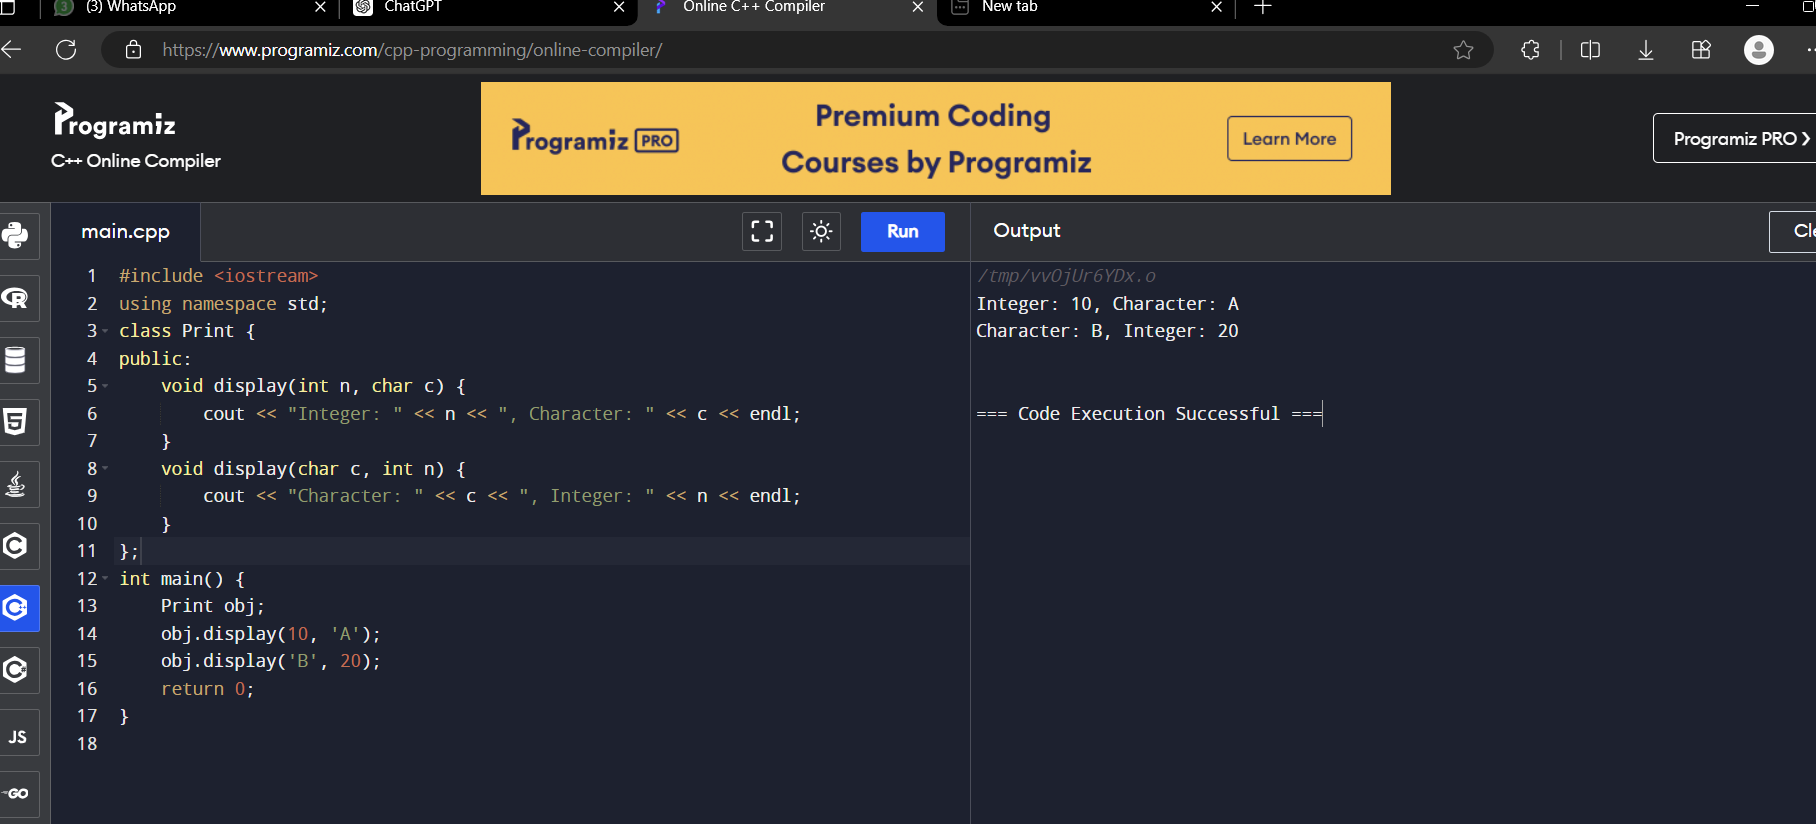 (3) WhatsApp
ChatGPT
Online C++ Compiler
New tab
https://www.programiz.com/cpp-programming/online-compiler/
Programiz
C++ Online Compiler
Programiz PRO
Premium Coding
Courses by Programiz
Learn More
Programiz PRO
main.cpp
Run
Output
1 #include <iostream>
2 using namespace std;
3 class Print {
4 public:
5 void display(int n, char c) {
6 cout << "Integer: " << n << ", Character: " << c << endl;
7 }
8 void display(char c, int n) {
9 cout << "Character: " << c << ", Integer: " << n << endl;
10 }
11 };
12 int main() {
13 Print obj;
14 obj.display(10, 'A');
15 obj.display('B', 20);
16 return 0;
17 }
18
/tmp/vvOjUr6YDx.o
Integer: 10, Character: A
Character: B, Integer: 20
=== Code Execution Successful ===
JS
GO